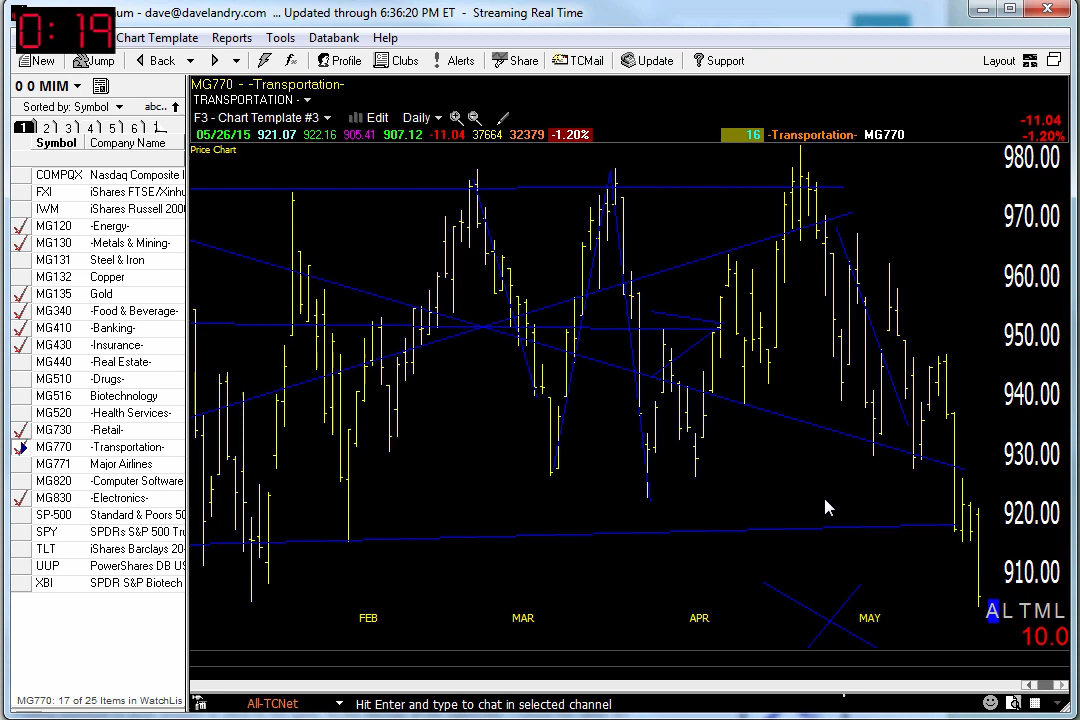 um - dave@davelandry.com ... Updated through 6:36:20 PM ET - Streaming Real Time
0:19
Chart Template Reports Tools Databank Help
New Jump Back Profile Clubs Alerts Share TCMail Update Support Layout
0 0 MIM
Sorted by: Symbol abc..
1 2 3 4 5 6
Symbol Company Name
COMPQX Nasdaq Composite I
FXI iShares FTSE/Xinhu
IWM iShares Russell 200
MG120 -Energy-
MG130 -Metals & Mining-
MG131 Steel & Iron
MG132 Copper
MG135 Gold
MG340 -Food & Beverage-
MG410 -Banking-
MG430 -Insurance-
MG440 -Real Estate-
MG510 -Drugs-
MG516 Biotechnology
MG520 -Health Services-
MG730 -Retail-
MG770 -Transportation-
MG771 Major Airlines
MG820 -Computer Software
MG830 -Electronics-
SP-500 Standard & Poors 50
SPY SPDRs S&P 500 Tru
TLT iShares Barclays 20-
UUP PowerShares DB US
XBI SPDR S&P Biotech
MG770: 17 of 25 Items in WatchLis
MG770 - -Transportation-
TRANSPORTATION -
F3 - Chart Template #3 Edit Daily
05/26/15 921.07 922.16 905.41 907.12 -11.04 37664 32379 -1.20% 16 -Transportation- MG770
-11.04
-1.20%
Price Chart
980.00
970.00
960.00
950.00
940.00
930.00
920.00
910.00
FEB MAR APR MAY
A L T M L
10.0
All-TCNet Hit Enter and type to chat in selected channel